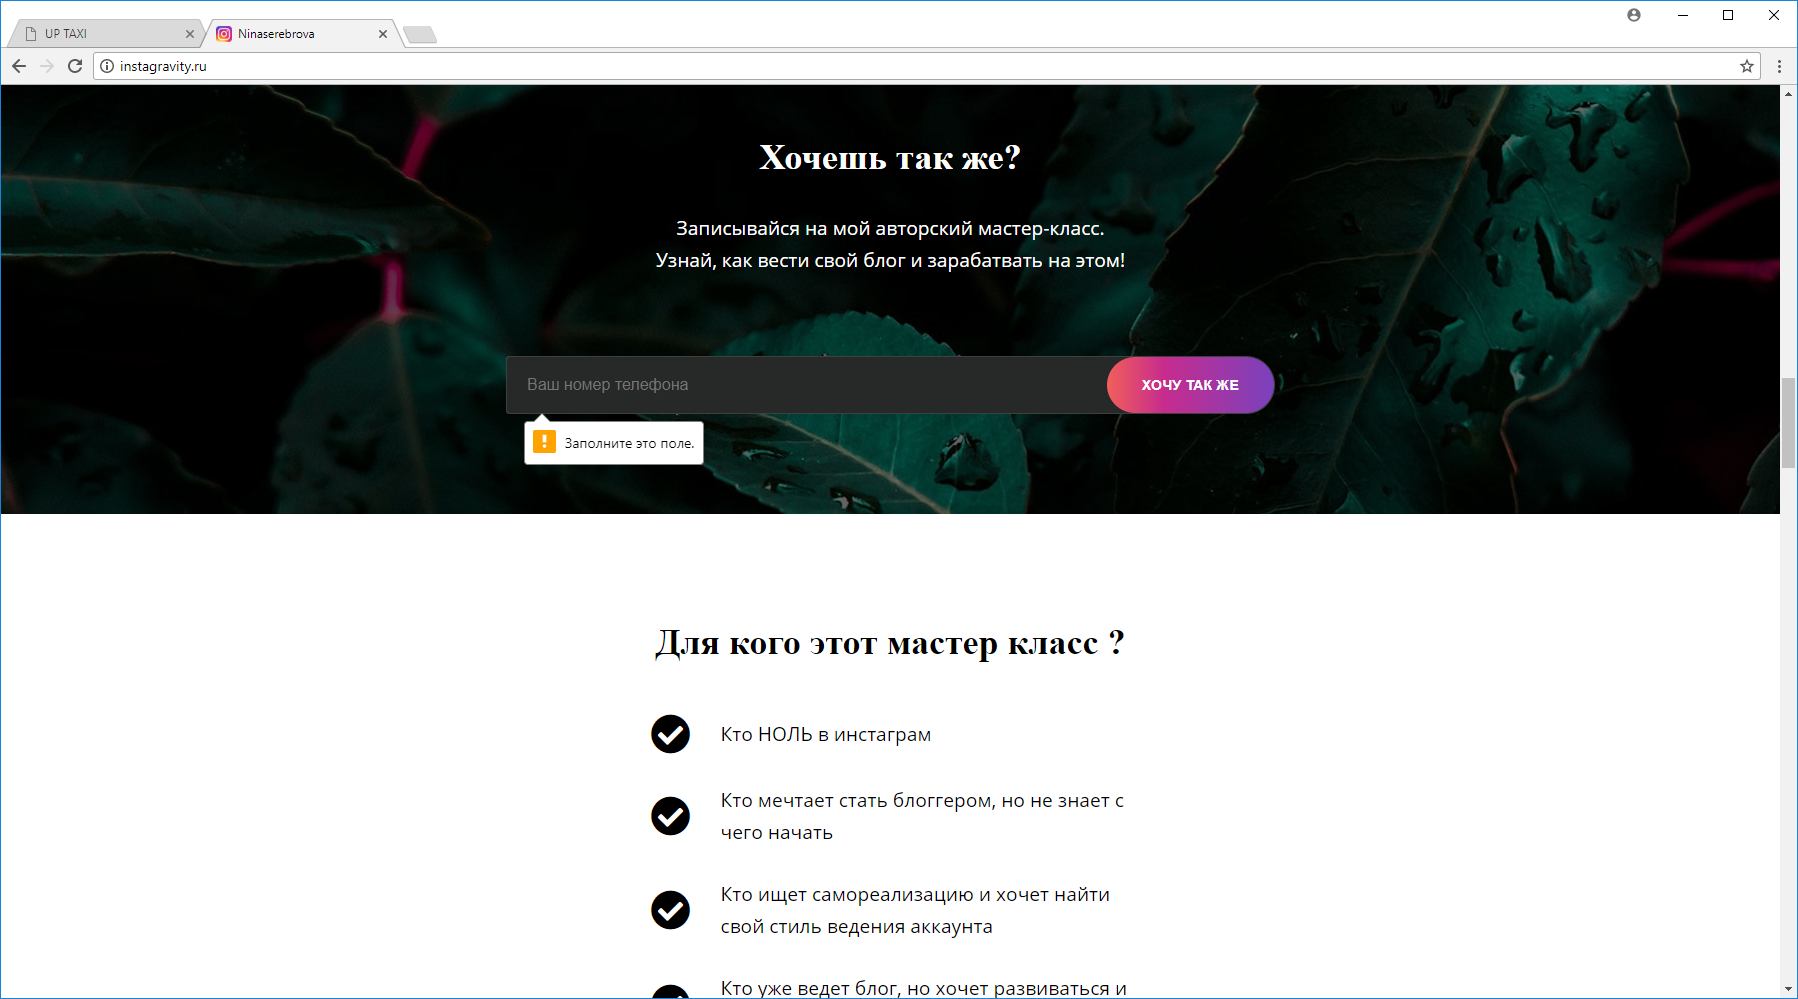 UP TAXI
Ninaserebrova
instagravity.ru
Хочешь так же?
Записывайся на мой авторский мастер-класс.
Узнай, как вести свой блог и зарабатвать на этом!
Ваш номер телефона
ХОЧУ ТАК ЖЕ
Заполните это поле.
Для кого этот мастер класс ?
Кто НОЛЬ в инстаграм
Кто мечтает стать блоггером, но не знает с
чего начать
Кто ищет самореализацию и хочет найти
свой стиль ведения аккаунта
Кто уже ведет блог, но хочет развиваться и